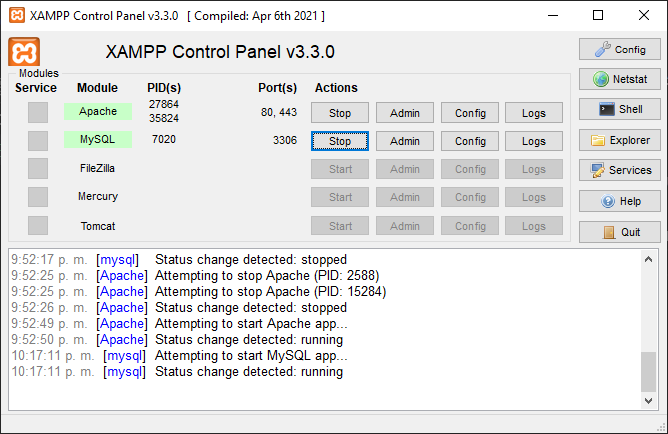 XAMPP Control Panel v3.3.0 [ Compiled: Apr 6th 2021 ]
XAMPP Control Panel v3.3.0
Config
Modules
Service Module PID(s) Port(s) Actions
Netstat
Apache 27864 35824 80, 443 Stop Admin Config Logs
Shell
MySQL 7020 3306 Stop Admin Config Logs
Explorer
FileZilla Start Admin Config Logs
Services
Mercury Start Admin Config Logs
Help
Tomcat Start Admin Config Logs
Quit
9:52:17 p. m. [mysql] Status change detected: stopped
9:52:25 p. m. [Apache] Attempting to stop Apache (PID: 2588)
9:52:25 p. m. [Apache] Attempting to stop Apache (PID: 15284)
9:52:26 p. m. [Apache] Status change detected: stopped
9:52:49 p. m. [Apache] Attempting to start Apache app...
9:52:50 p. m. [Apache] Status change detected: running
10:17:11 p. m. [mysql] Attempting to start MySQL app...
10:17:11 p. m. [mysql] Status change detected: running